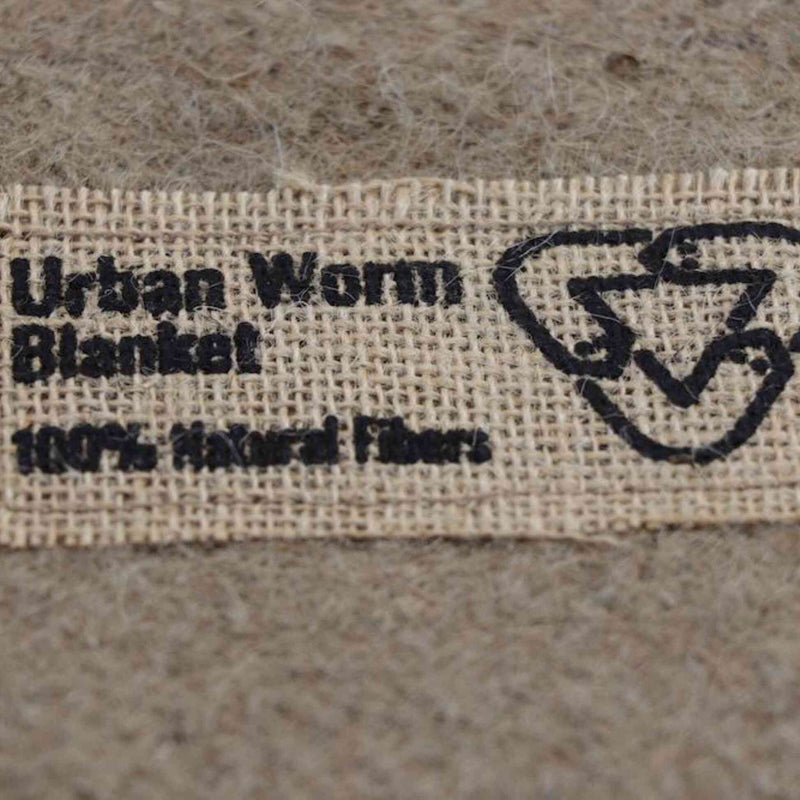 Urban Worm
Blanket
100% Natural Fibers